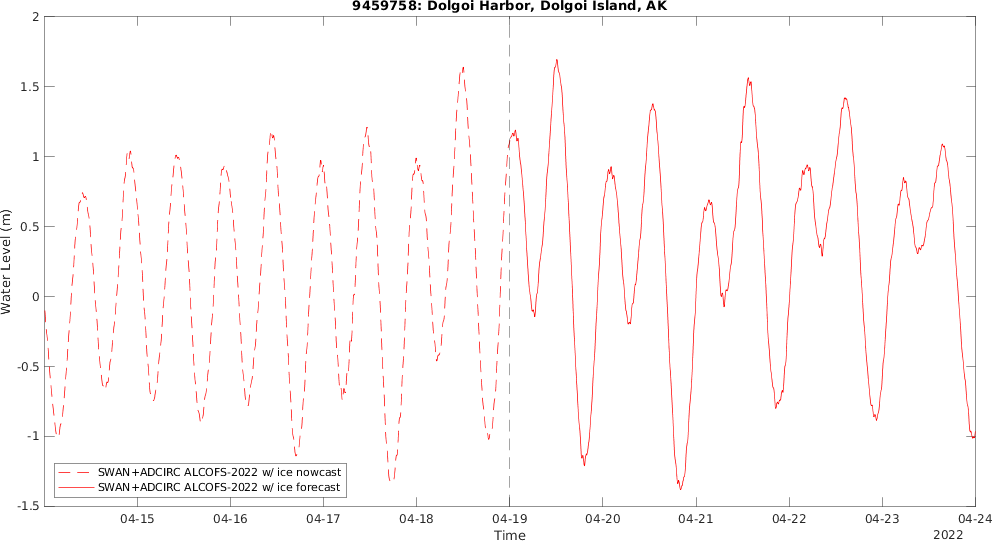 9459758: Dolgoi Harbor, Dolgoi Island, AK
2
1.5
1
0.5
0
-0.5
-1
-1.5
Water Level (m)
SWAN+ADCIRC ALCOFS-2022 w/ ice nowcast
SWAN+ADCIRC ALCOFS-2022 w/ ice forecast
04-15 04-16 04-17 04-18 04-19 04-20 04-21 04-22 04-23 04-24
Time
2022